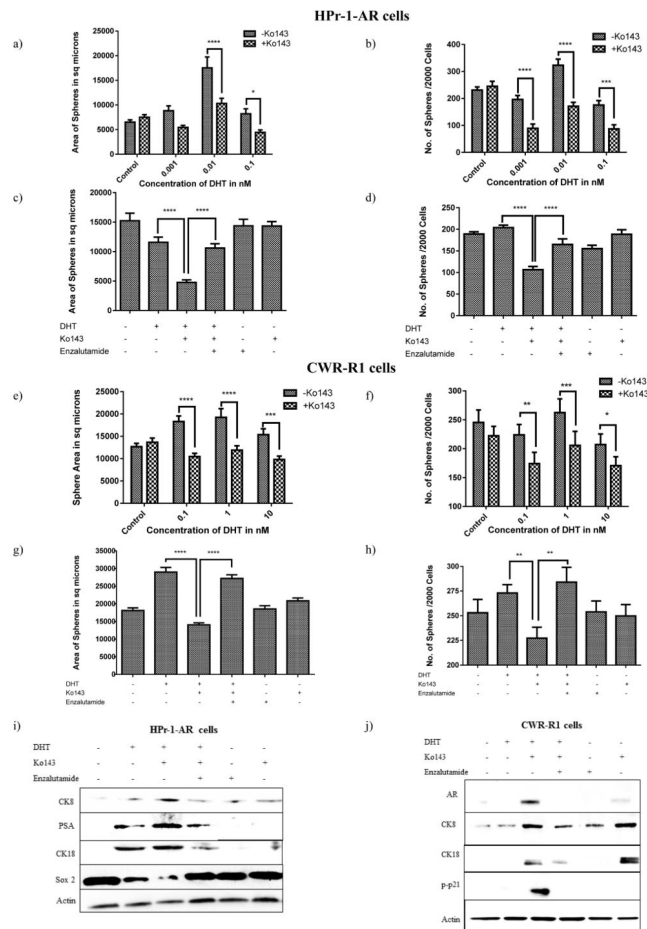 HPr-1-AR cells
a)
Area of Spheres in sq microns
25000
20000
15000
10000
5000
0
-Ko143
+Ko143
****
*
Control
0.001
0.01
0.1
Concentration of DHT in nM
b)
No. of Spheres /2000 Cells
400
300
200
100
0
-Ko143
+Ko143
****
****
***
Control
0.001
0.01
0.1
Concentration of DHT in nM
c)
Area of Spheres in sq microns
20000
15000
10000
5000
0
****
****
DHT - + + + - -
Ko143 - - + + - +
Enzalutamide - - - + + -
d)
No. of Spheres/2000 Cells
250
200
150
100
50
0
****
****
DHT - + + + - -
Ko143 - - + + - +
Enzalutamide - - - + + -
CWR-R1 cells
e)
Sphere Area in sq microns
25000
20000
15000
10000
5000
0
-Ko143
+Ko143
****
****
***
Control
0.1
1
10
Concentration of DHT in nM
f)
No. of Spheres /2000 Cells
300
250
200
150
100
-Ko143
+Ko143
**
***
*
Control
0.1
1
10
Concentration of DHT in nM
g)
Area of Spheres in sq microns
35000
30000
25000
20000
15000
10000
5000
0
****
****
DHT - + + + - -
Ko143 - - + + - +
Enzalutamide - - - + + -
h)
No. of Spheres /2000 Cells
325
300
275
250
225
200
**
**
DHT - + + + - -
Ko143 - - + + - +
Enzalutamide - - - + + -
i)
HPr-1-AR cells
DHT - + + + - -
Ko143 - - + + - +
Enzalutamide - - - + + -
CK8
PSA
CK18
Sox 2
Actin
j)
CWR-R1 cells
DHT - + + + - -
Ko143 - - + + - +
Enzalutamide - - - + + -
AR
CK8
CK18
p-p21
Actin